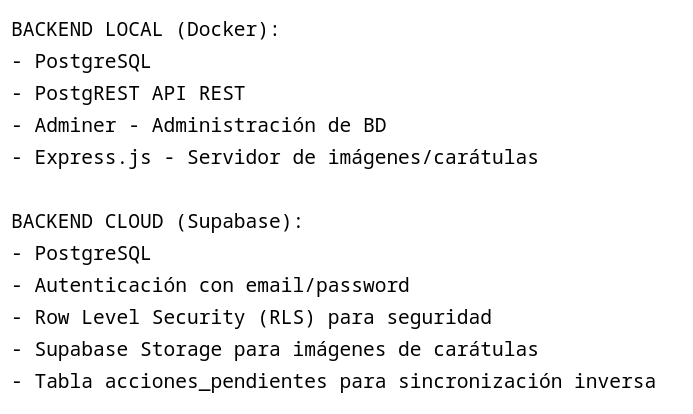 BACKEND LOCAL (Docker):
- PostgreSQL
- PostgREST API REST
- Adminer - Administración de BD
- Express.js - Servidor de imágenes/carátulas
BACKEND CLOUD (Supabase):
- PostgreSQL
- Autenticación con email/password
- Row Level Security (RLS) para seguridad
- Supabase Storage para imágenes de carátulas
- Tabla acciones_pendientes para sincronización inversa